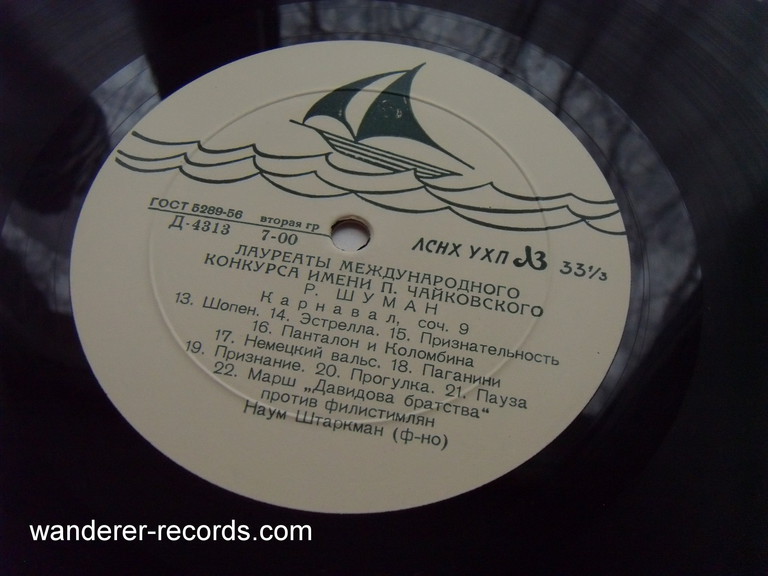 ГОСТ 5289-56 вторая гр
Д-4313 7-00
ЛСНХ УХП ЛЗ 33⅓
ЛАУРЕАТЫ МЕЖДУНАРОДНОГО
КОНКУРСА ИМЕНИ П. ЧАЙКОВСКОГО
Р. ШУМАН
Карнавал, соч. 9
13. Шопен. 14. Эстрелла. 15. Признательность
16. Панталон и Коломбина
17. Немецкий вальс. 18. Паганини
19. Признание. 20. Прогулка. 21. Пауза
22. Марш „Давидова братства“
против филистимлян
Наум Штаркман (ф-но)
wanderer-records.com